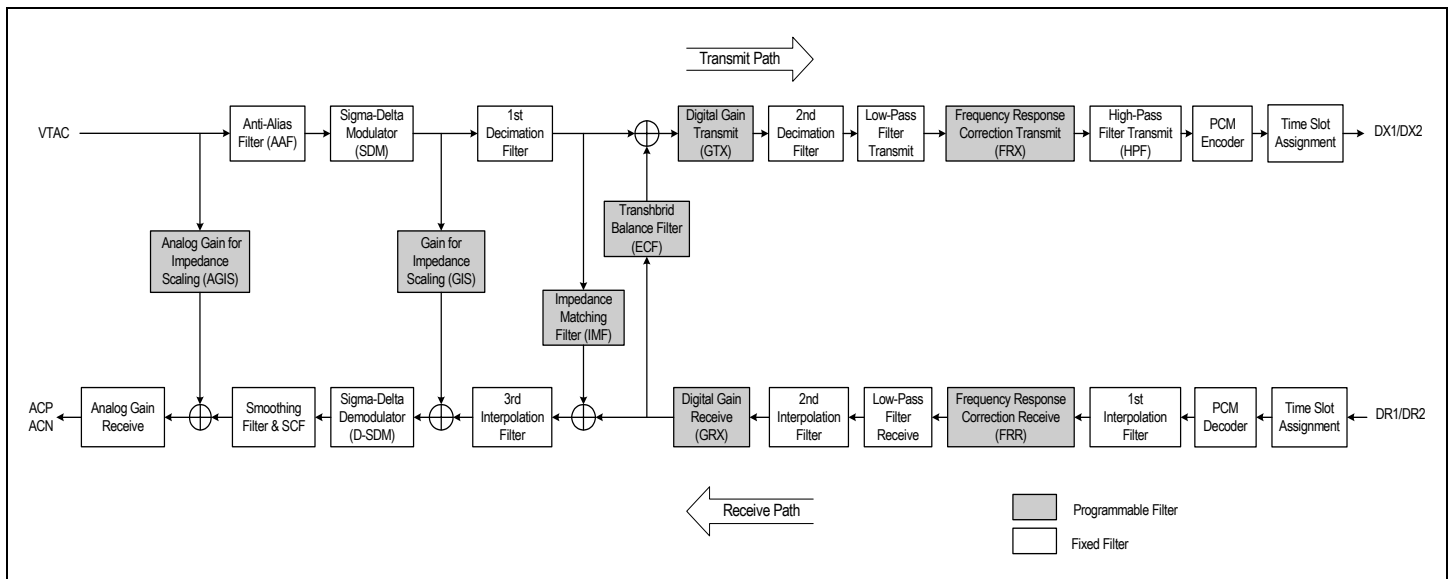 Transmit Path
VTAC
Anti-Alias
Filter (AAF)
Sigma-Delta
Modulator
(SDM)
1st
Decimation
Filter
Digital Gain
Transmit
(GTX)
2nd
Decimation
Filter
Low-Pass
Filter
Transmit
Frequency Response
Correction Transmit
(FRX)
High-Pass
Filter Transmit
(HPF)
PCM
Encoder
Time Slot
Assignment
DX1/DX2
Analog Gain for
Impedance
Scaling (AGIS)
Gain for
Impedance
Scaling (GIS)
Impedance
Matching
Filter (IMF)
Transhbrid
Balance Filter
(ECF)
ACP
ACN
Analog Gain
Receive
Smoothing
Filter & SCF
Sigma-Delta
Demodulator
(D-SDM)
3rd
Interpolation
Filter
Digital Gain
Receive
(GRX)
2nd
Interpolation
Filter
Low-Pass
Filter
Receive
Frequency Response
Correction Receive
(FRR)
1st
Interpolation
Filter
PCM
Decoder
Time Slot
Assignment
DR1/DR2
Receive Path
Programmable Filter
Fixed Filter